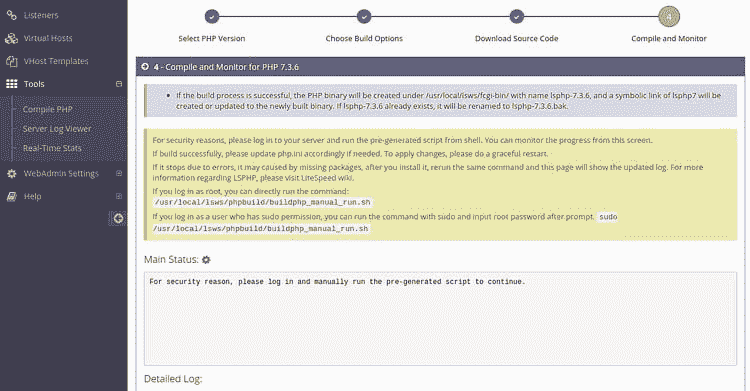 Listeners
Virtual Hosts
VHost Templates
Tools
Compile PHP
Server Log Viewer
Real-Time Stats
WebAdmin Settings
Help
Select PHP Version
Choose Build Options
Download Source Code
4
Compile and Monitor
4 - Compile and Monitor for PHP 7.3.6
If the build process is successful, the PHP binary will be created under /usr/local/lsws/fcgi-bin/ with name lsphp-7.3.6, and a symbolic link of lsphp7 will be
created or updated to the newly built binary. If lsphp-7.3.6 already exists, it will be renamed to lsphp-7.3.6.bak.
For security reasons, please log in to your server and run the pre-generated script from shell. You can monitor the progress from this screen.
If build successfully, please update php.ini accordingly if needed. To apply changes, please do a graceful restart.
If it stops due to errors, it may caused by missing packages, after you install it, rerun the same command and this page will show the updated log. For more
information regarding LSPHP, please visit LiteSpeed wiki.
If you log in as root, you can directly run the command:
/usr/local/lsws/phpbuild/buildphp_manual_run.sh
If you log in as a user who has sudo permission, you can run the command with sudo and input root password after prompt. sudo
/usr/local/lsws/phpbuild/buildphp_manual_run.sh
Main Status:
For security reason, please log in and manually run the pre-generated script to continue.
Detailed Log: